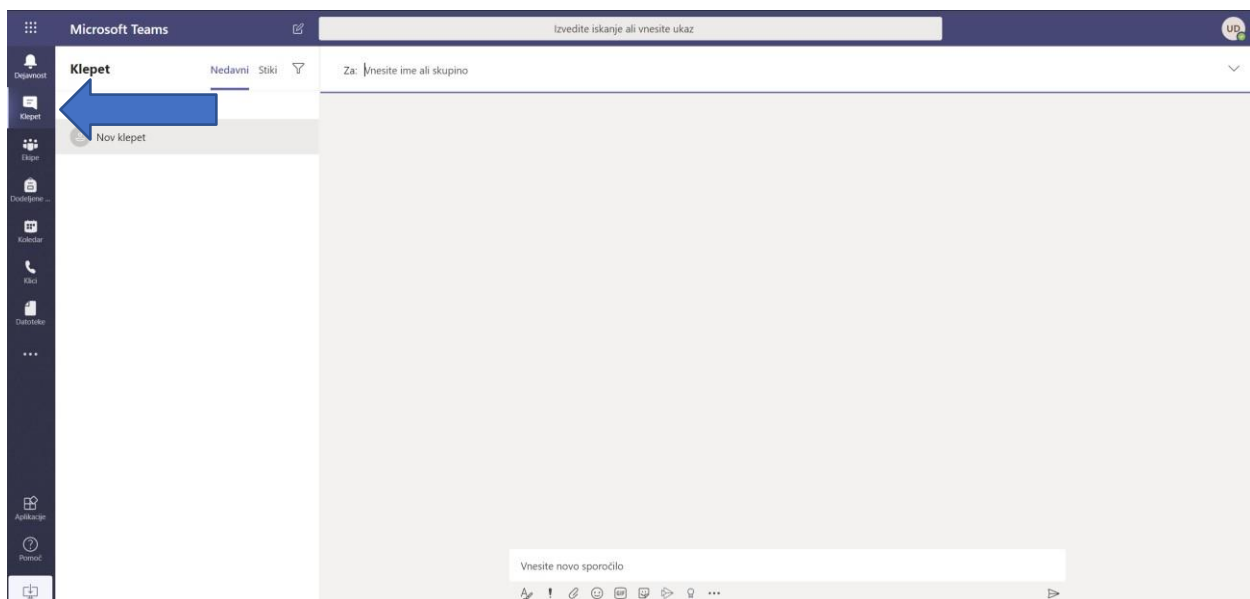 Microsoft Teams
Izvedite iskanje ali vnesite ukaz
UD
Dejavnost
Klepet
Ekipe
Dodeljene ...
Koledar
Klici
Datoteke
Aplikacije
Pomoč
Klepet
Nedavni Stiki
Nov klepet
Za: Vnesite ime ali skupino
Vnesite novo sporočilo
GIF